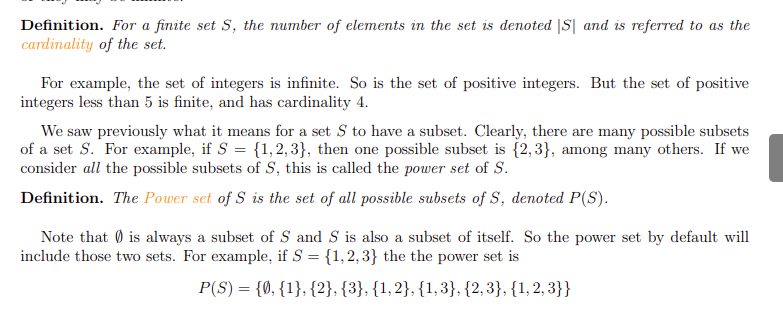 Definition. For a finite set S, the number of elements in the set is denoted |S| and is referred to as the
cardinality of the set.
For example, the set of integers is infinite. So is the set of positive integers. But the set of positive
integers less than 5 is finite, and has cardinality 4.
We saw previously what it means for a set S to have a subset. Clearly, there are many possible subsets
of a set S. For example, if S = {1, 2, 3}, then one possible subset is {2, 3}, among many others. If we
consider all the possible subsets of S, this is called the power set of S.
Definition. The Power set of S is the set of all possible subsets of S, denoted P(S).
Note that ∅ is always a subset of S and S is also a subset of itself. So the power set by default will
include those two sets. For example, if S = {1, 2, 3} the the power set is
P(S) = {∅, {1}, {2}, {3}, {1, 2}, {1, 3}, {2, 3}, {1, 2, 3}}